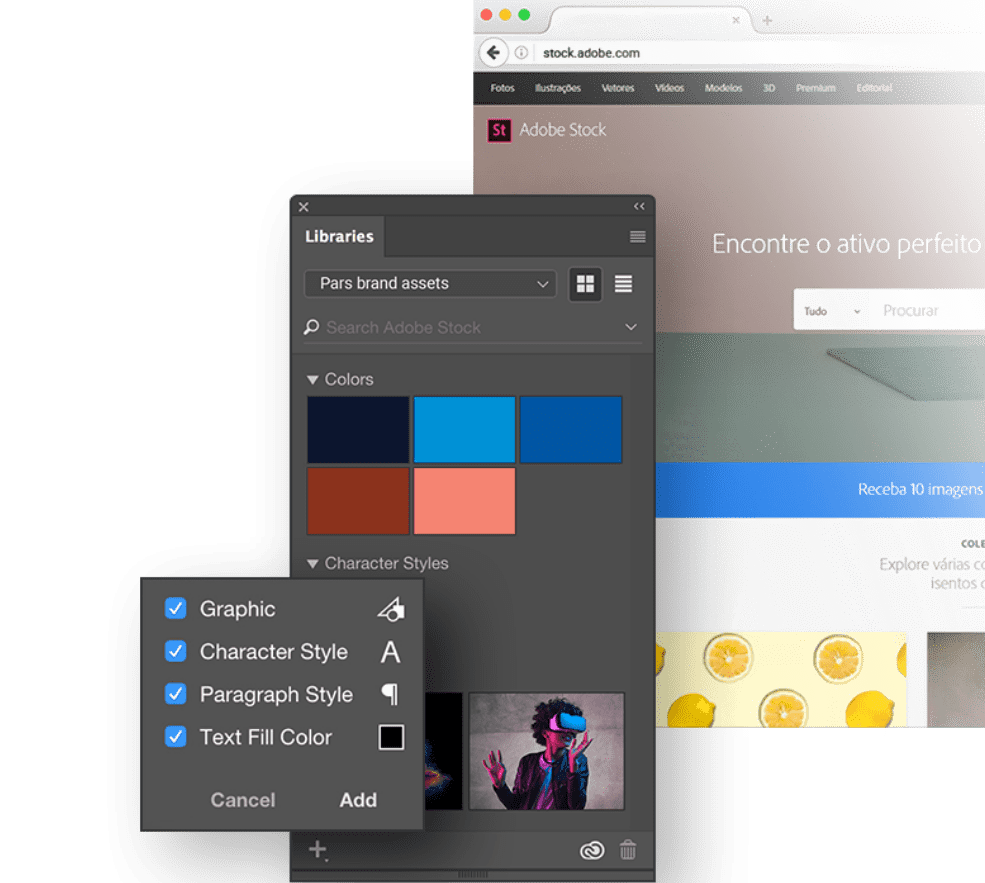 stock.adobe.com
Fotos Ilustrações Vetores Vídeos Modelos 3D Premium Editorial
St Adobe Stock
Encontre o ativo perfeito
Tudo Procurar
Receba 10 imagens
COLE
Explore várias co
isentos d
Libraries
Pars brand assets
Search Adobe Stock
Colors
Character Styles
Graphic
Character Style A
Paragraph Style ¶
Text Fill Color
Cancel Add